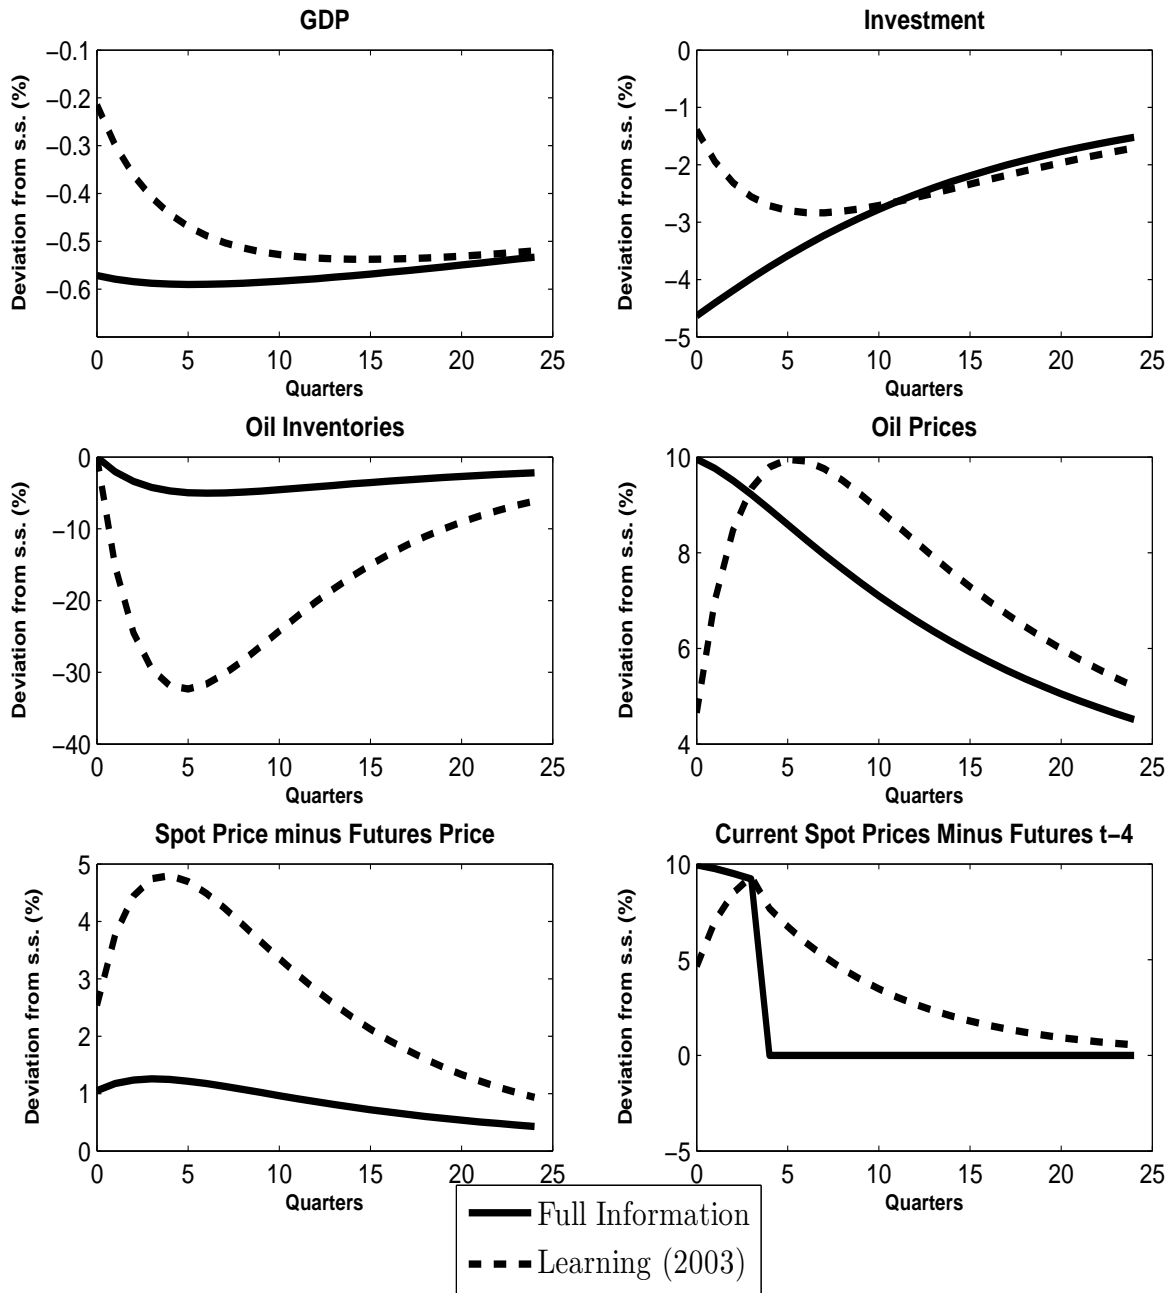 GDP
Deviation from s.s. (%)
−0.1
−0.2
−0.3
−0.4
−0.5
−0.6
0 5 10 15 20 25
Quarters
Investment
Deviation from s.s. (%)
0
−1
−2
−3
−4
−5
0 5 10 15 20 25
Quarters
Oil Inventories
Deviation from s.s. (%)
0
−10
−20
−30
−40
0 5 10 15 20 25
Quarters
Oil Prices
Deviation from s.s. (%)
10
8
6
4
0 5 10 15 20 25
Quarters
Spot Price minus Futures Price
Deviation from s.s. (%)
5
4
3
2
1
0
0 5 10 15 20 25
Quarters
Current Spot Prices Minus Futures t−4
Deviation from s.s. (%)
10
5
0
−5
0 5 10 15 20 25
Quarters
Full Information
Learning (2003)